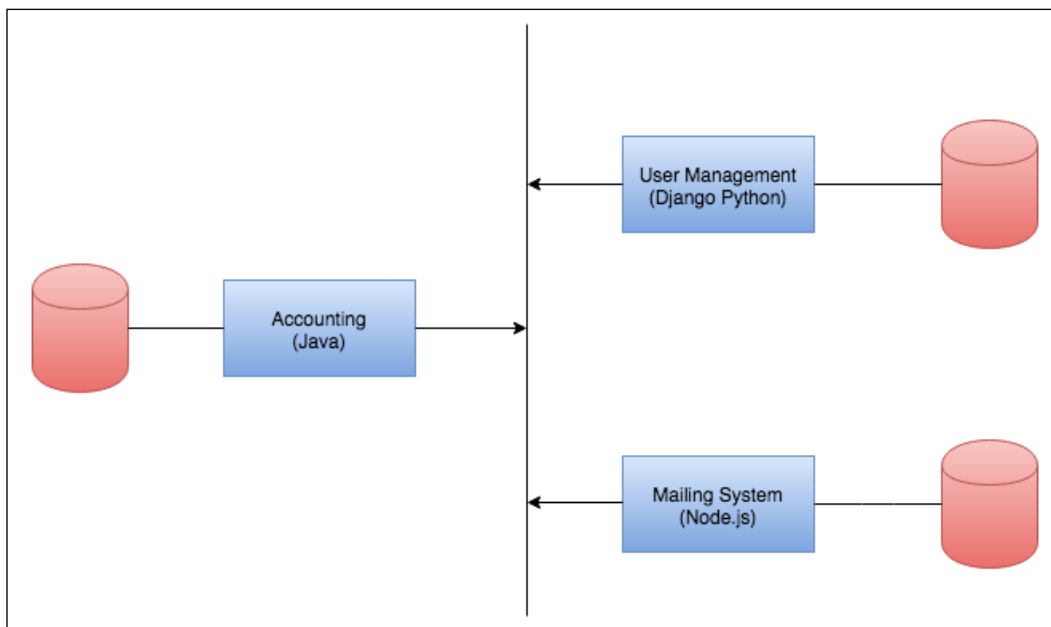 User Management
(Django Python)
Accounting
(Java)
Mailing System
(Node.js)